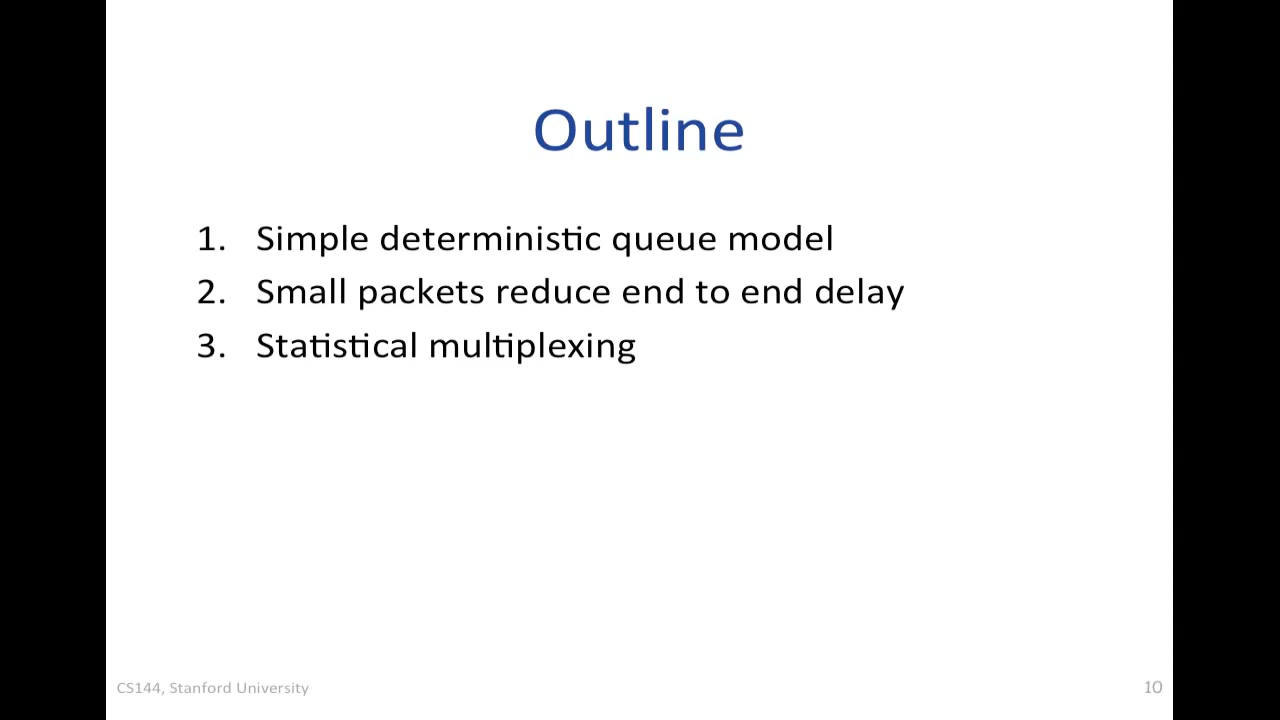 Outline
1. Simple deterministic queue model
2. Small packets reduce end to end delay
3. Statistical multiplexing
CS144, Stanford University
10